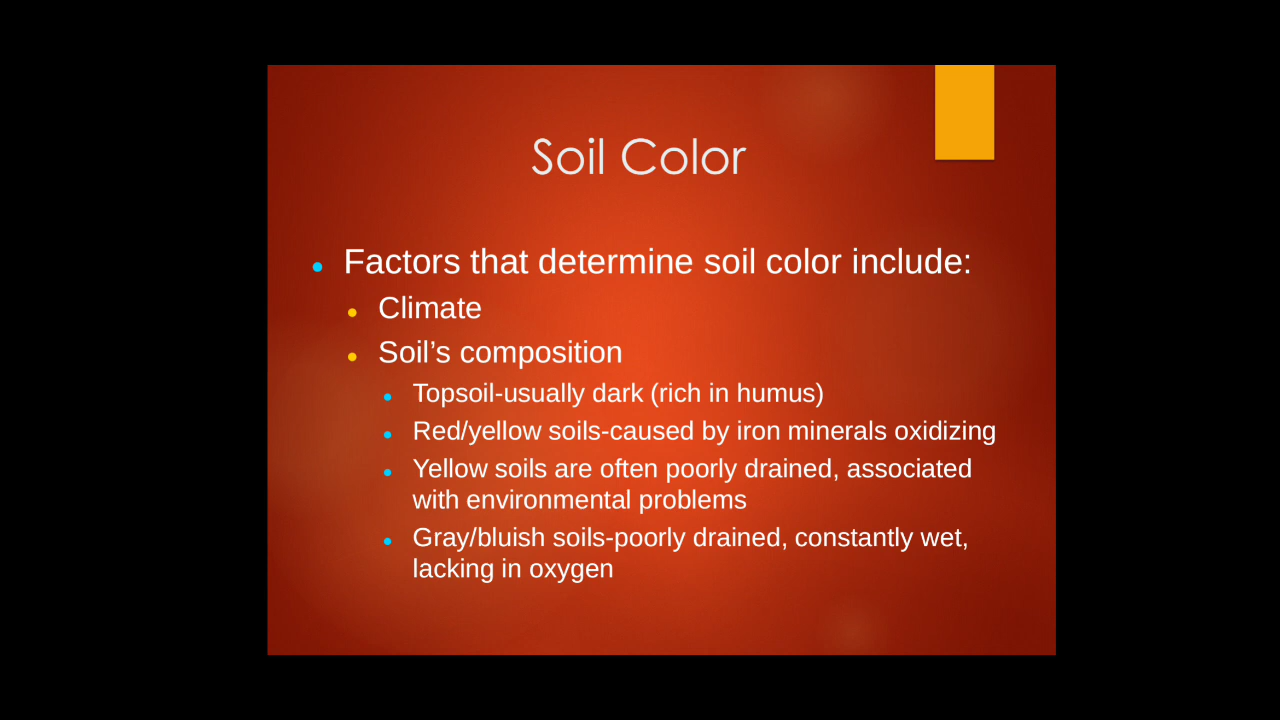 Soil Color
Factors that determine soil color include:
Climate
Soil’s composition
Topsoil-usually dark (rich in humus)
Red/yellow soils-caused by iron minerals oxidizing
Yellow soils are often poorly drained, associated
with environmental problems
Gray/bluish soils-poorly drained, constantly wet,
lacking in oxygen